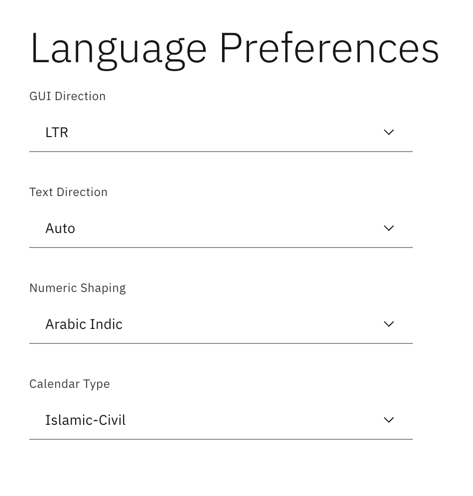 Language Preferences
GUI Direction
LTR
Text Direction
Auto
Numeric Shaping
Arabic Indic
Calendar Type
Islamic-Civil